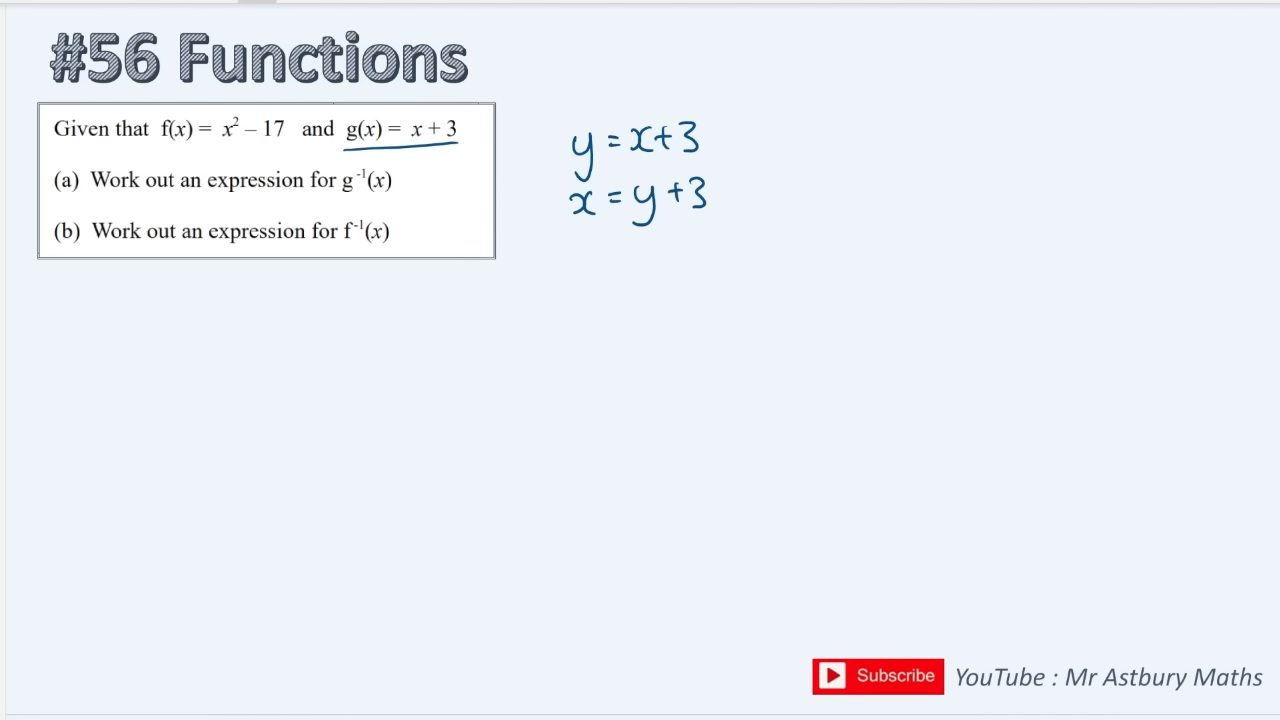 #56 Functions
Given that f(x) = x² – 17 and g(x) = x + 3
(a) Work out an expression for g⁻¹(x)
(b) Work out an expression for f⁻¹(x)
y = x+3
x = y +3
Subscribe YouTube : Mr Astbury Maths